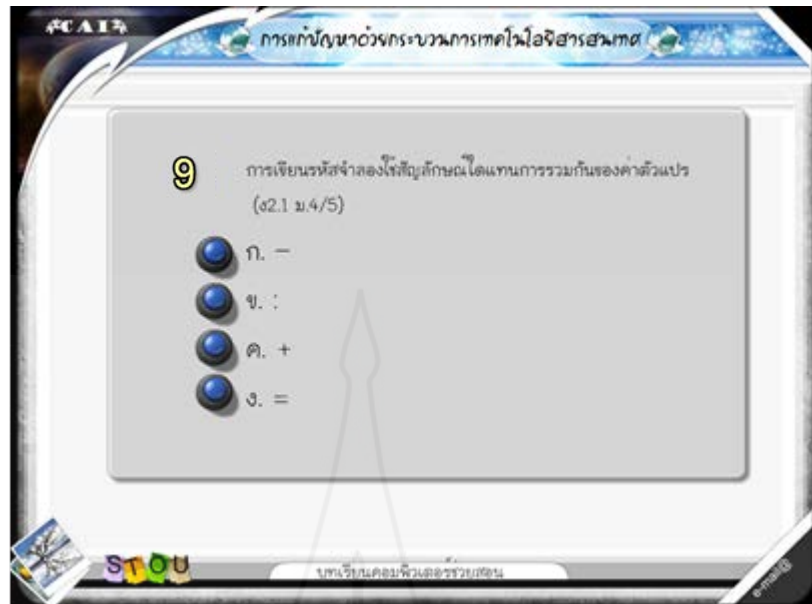 CAI
การแก้ปัญหาด้วยกระบวนการเทคโนโลยีสารสนเทศ
9 การเขียนรหัสจำลองใช้สัญลักษณ์ใดแทนการรวมกันของค่าตัวแปร
(ง2.1 ม.4/5)
ก. -
ข. :
ค. +
ง. =
STOU
บทเรียนคอมพิวเตอร์ช่วยสอน
e-mail@